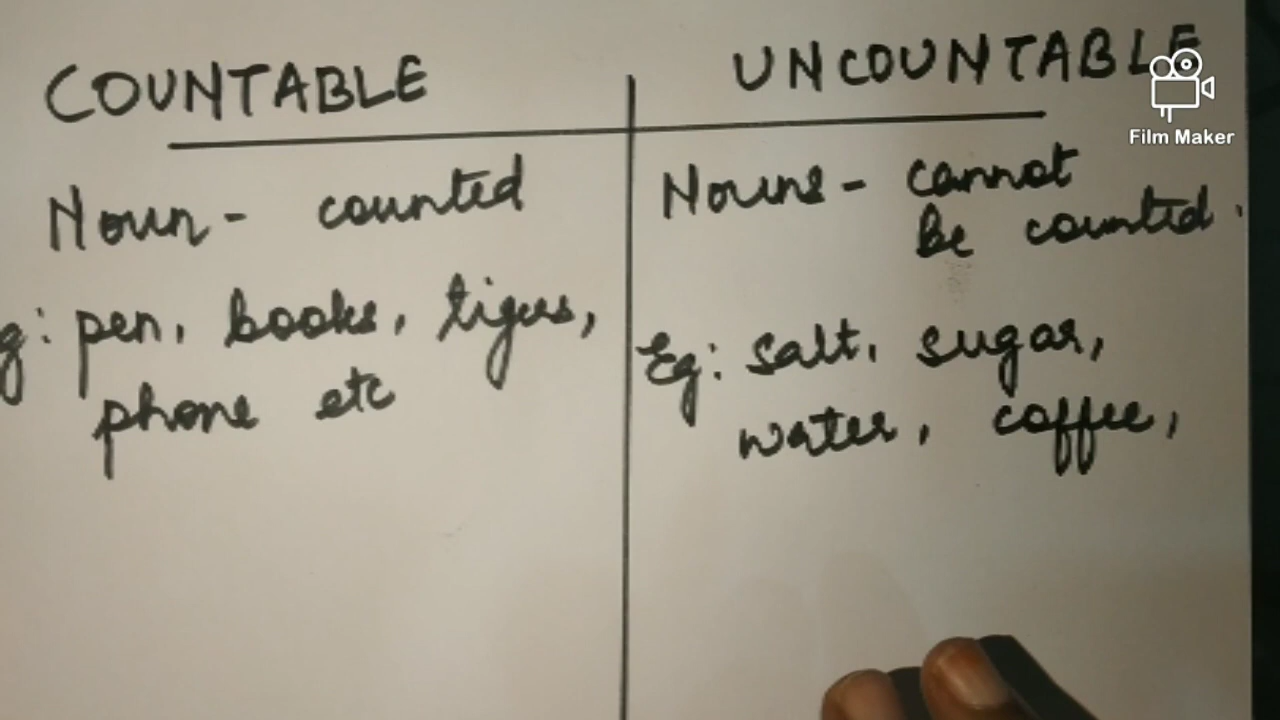 COUNTABLE
Noun - counted
g: pen, books, tigers,
phone etc
UNCOUNTABLE
Nouns - cannot
be counted.
Eg: salt, sugar,
water, coffee,
Film Maker